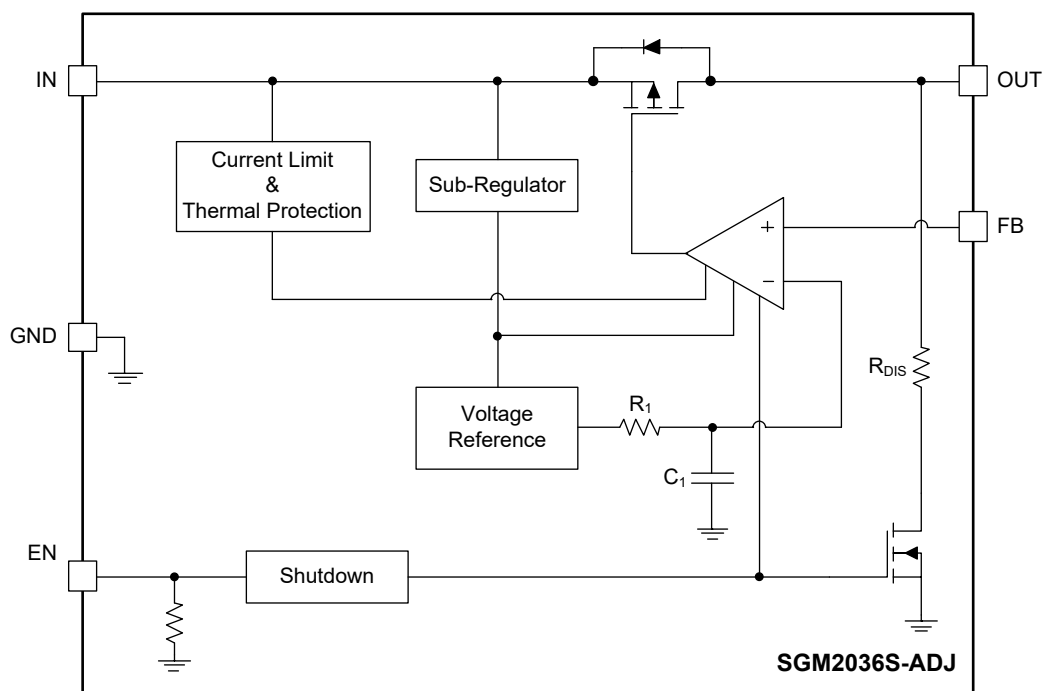 IN
OUT
Current Limit
&
Thermal Protection
Sub-Regulator
+
FB
−
GND
R1
RDIS
Voltage
Reference
C1
EN
Shutdown
SGM2036S-ADJ